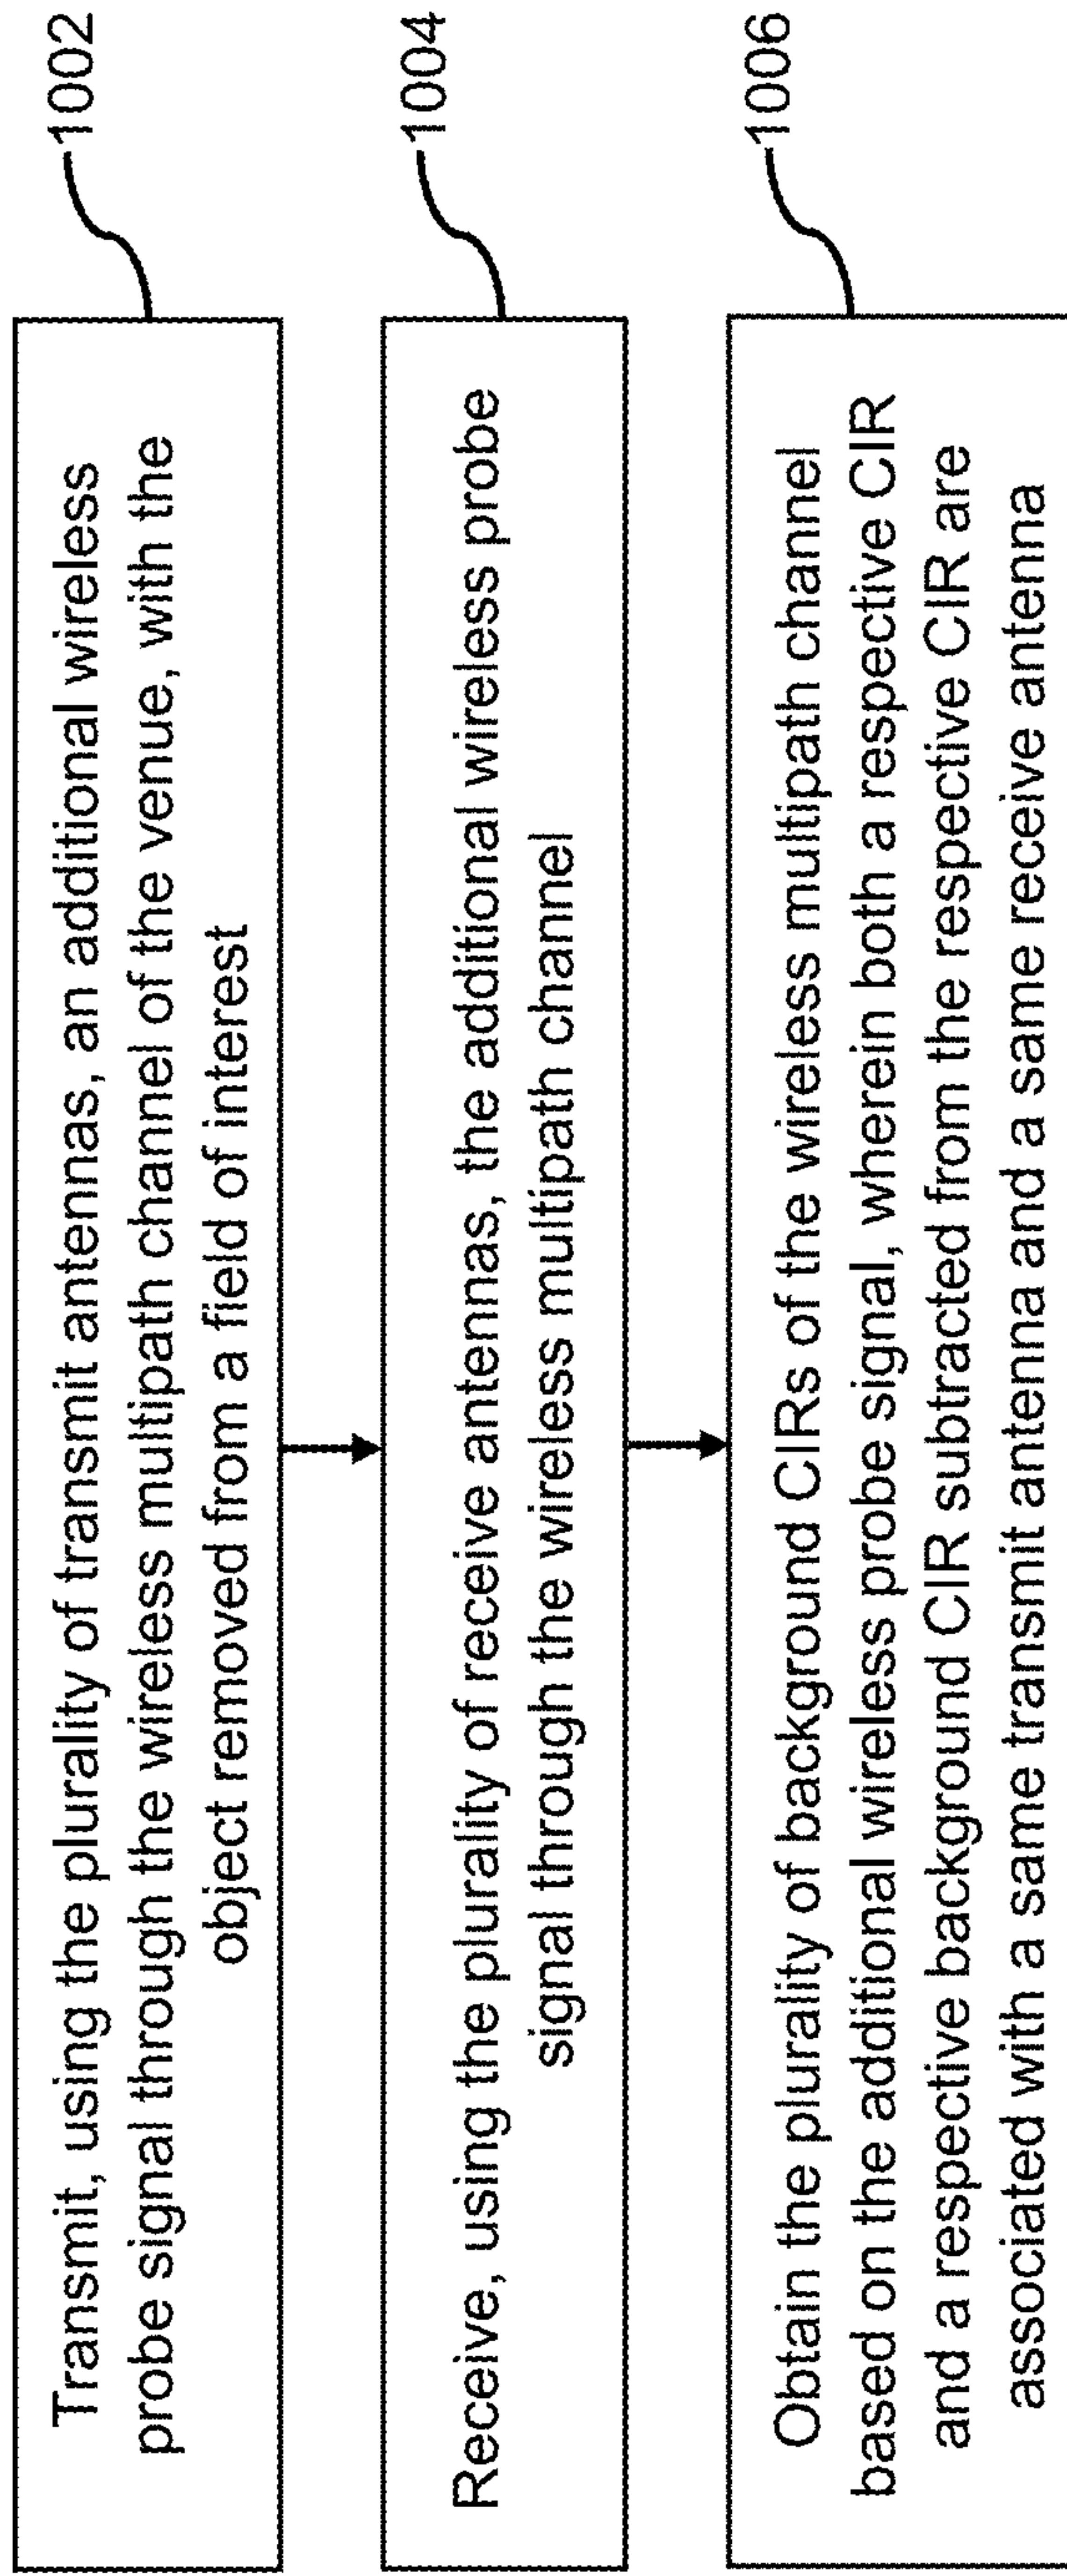 Transmit, using the plurality of transmit antennas, an additional wireless
probe signal through the wireless multipath channel of the venue, with the
object removed from a field of interest
1002
Receive, using the plurality of receive antennas, the additional wireless probe
signal through the wireless multipath channel
1004
Obtain the plurality of background CIRs of the wireless multipath channel
based on the additional wireless probe signal, wherein both a respective CIR
and a respective background CIR subtracted from the respective CIR are
associated with a same transmit antenna and a same receive antenna
1006